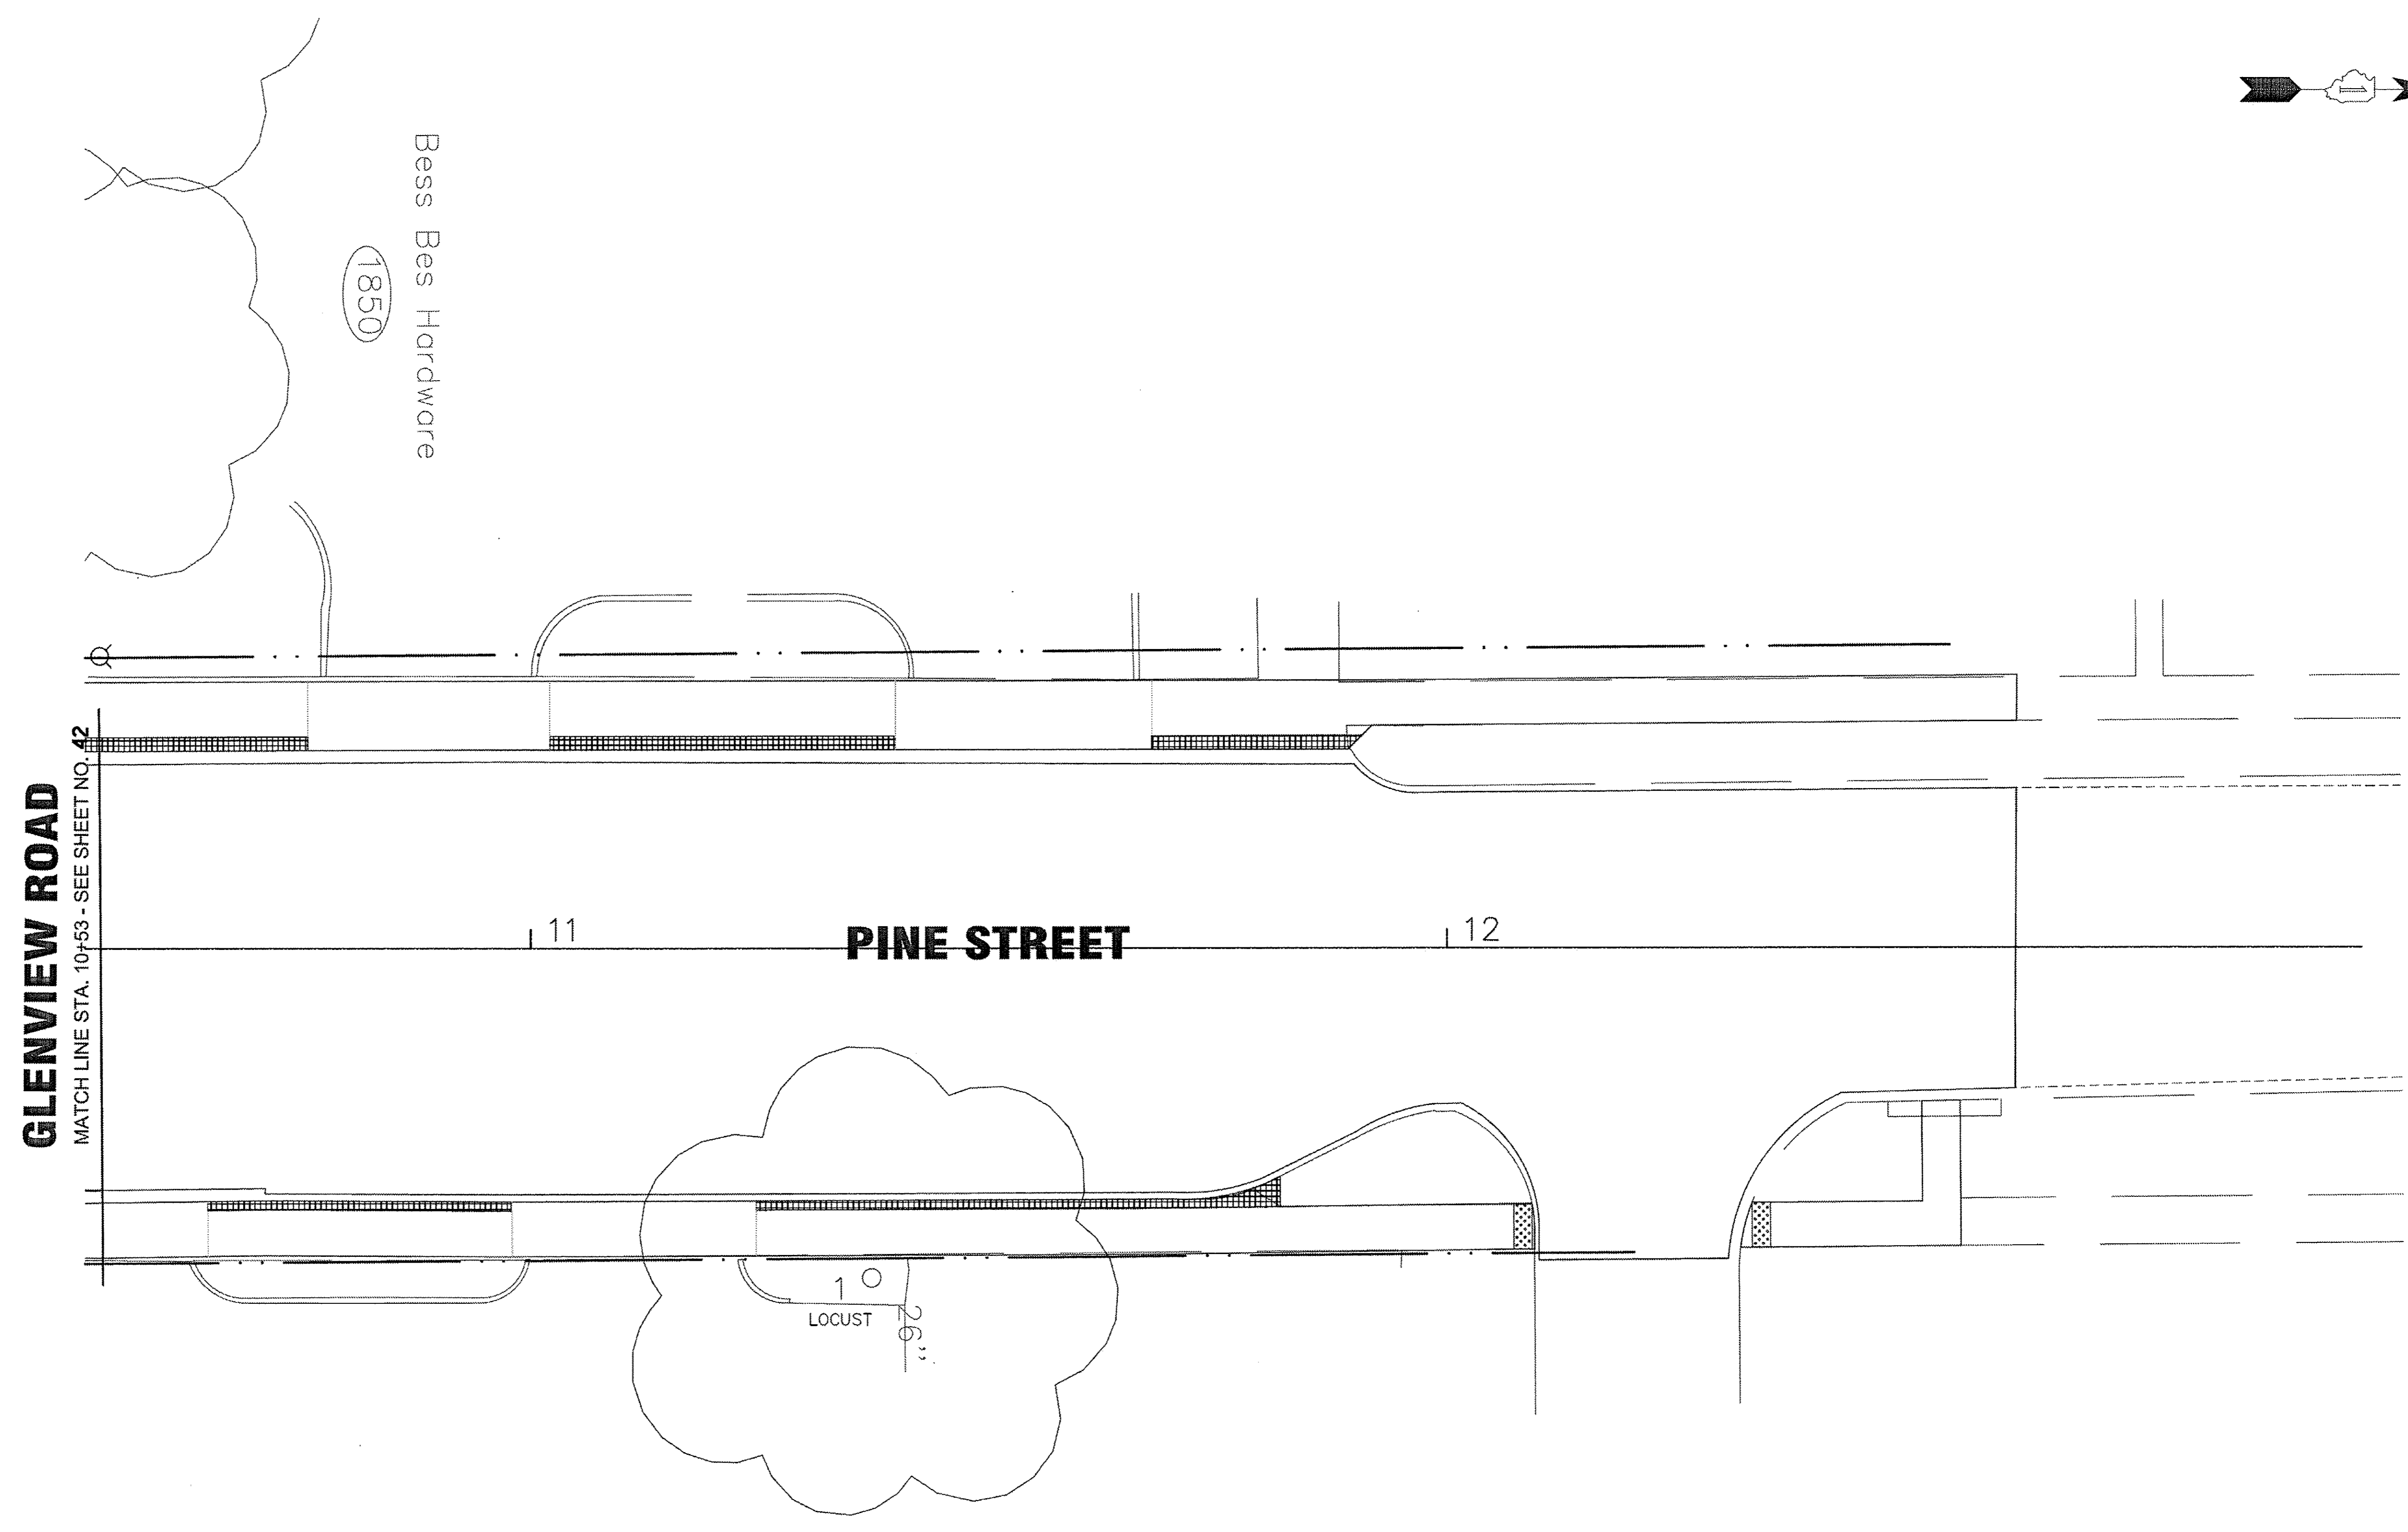 Bess Bes Hardware
1850
1
GLENVIEW ROAD
MATCH LINE STA. 10+53 - SEE SHEET NO. 42
11
PINE STREET
12
1
LOCUST
26"